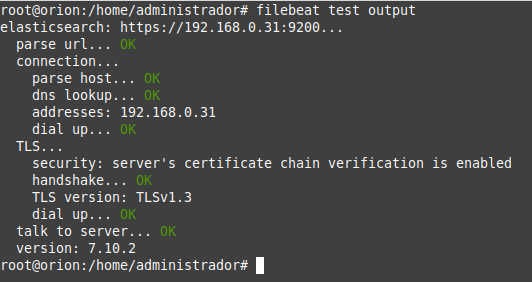 root@orion:/home/administrador# filebeat test output
elasticsearch: https://192.168.0.31:9200...
  parse url... OK
  connection...
    parse host... OK
    dns lookup... OK
    addresses: 192.168.0.31
    dial up... OK
  TLS...
    security: server's certificate chain verification is enabled
    handshake... OK
    TLS version: TLSv1.3
    dial up... OK
  talk to server... OK
  version: 7.10.2
root@orion:/home/administrador#